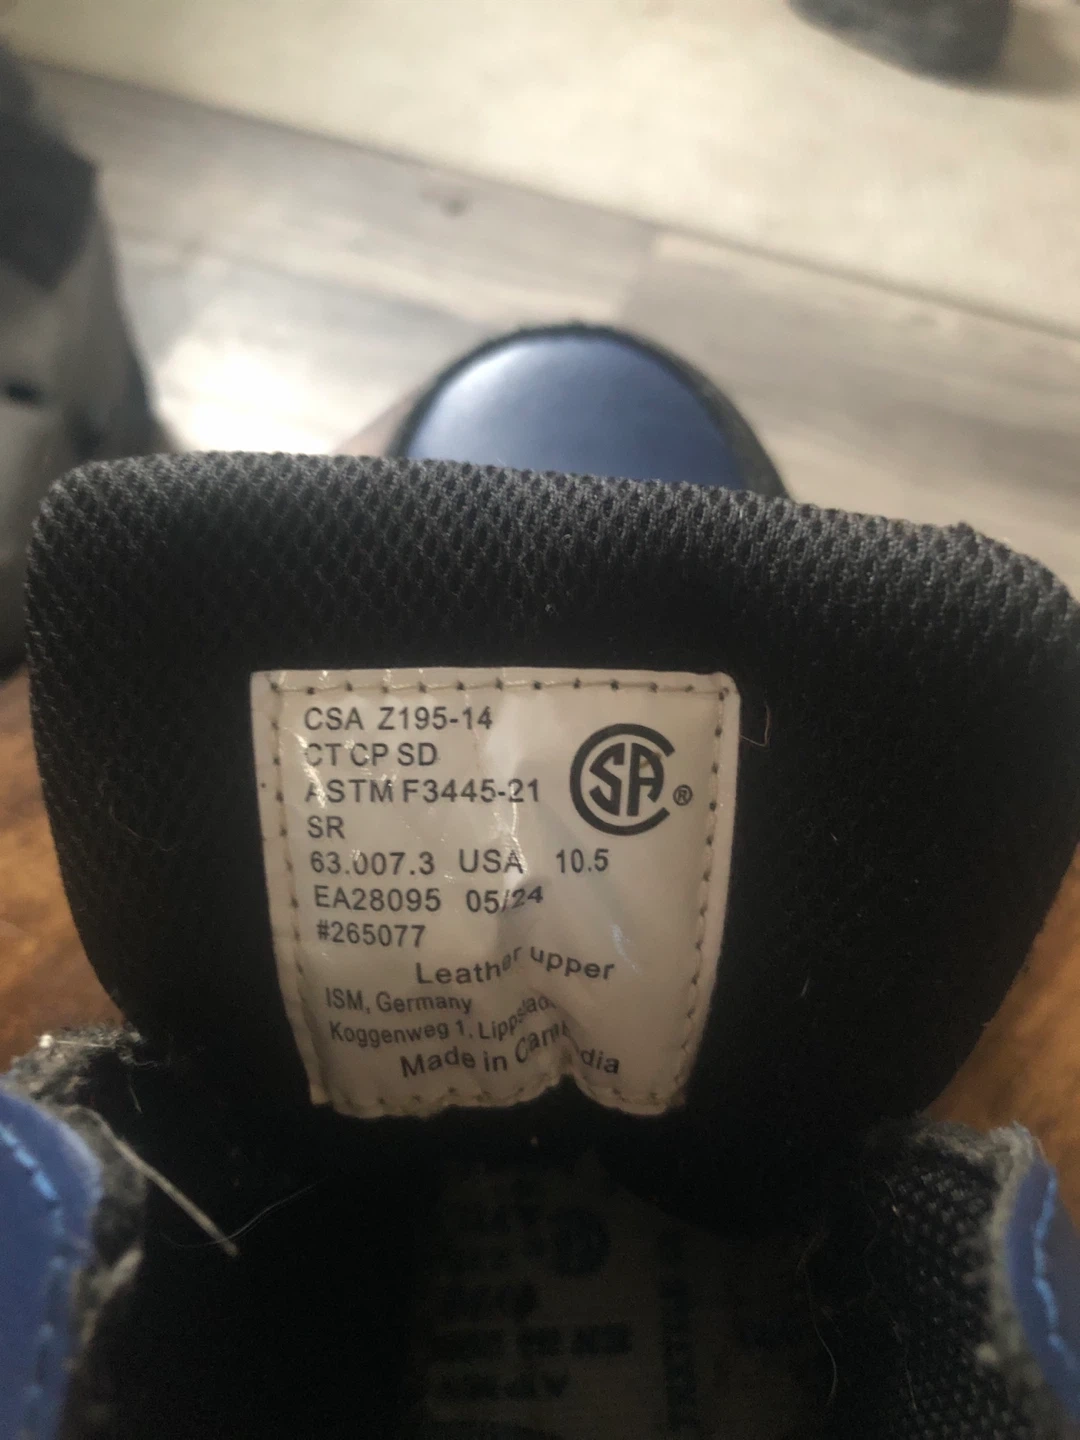 CSA Z195-14
CT CP SD
ASTM F3445-21
SR
63.007.3 USA 10.5
EA28095 05/24
#265077
Leather upper
ISM, Germany
Koggenweg 1,
Made in
CSA ®